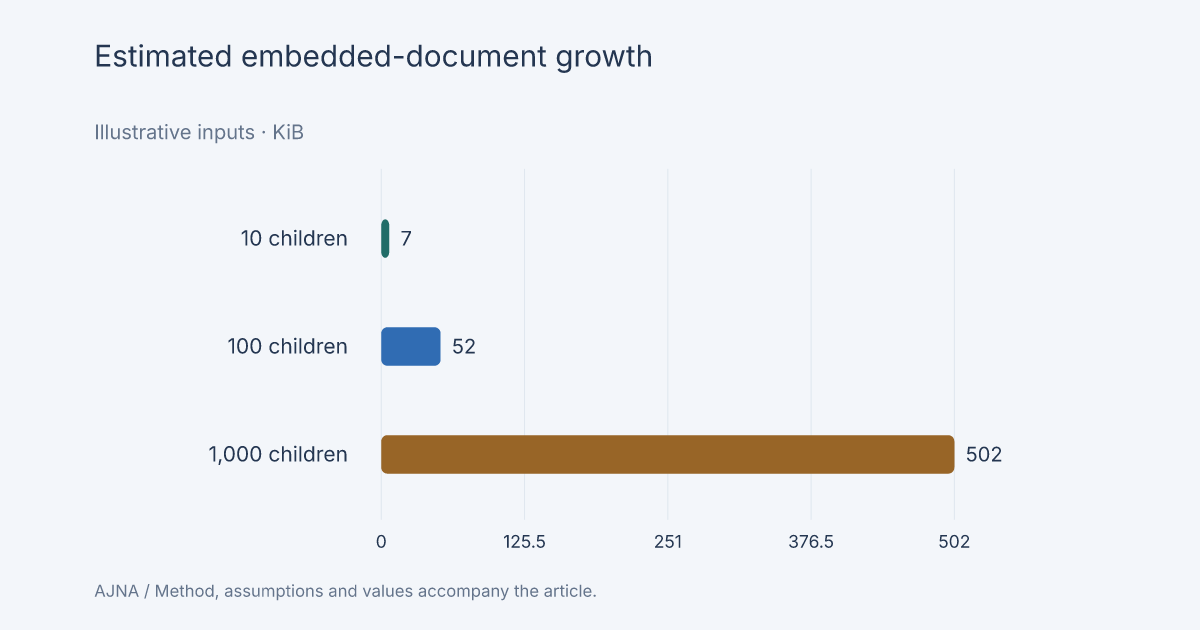 Estimated embedded-document growth
Illustrative inputs · KiB
10 children 7
100 children 52
1,000 children 502
0 125.5 251 376.5 502
AJNA / Method, assumptions and values accompany the article.